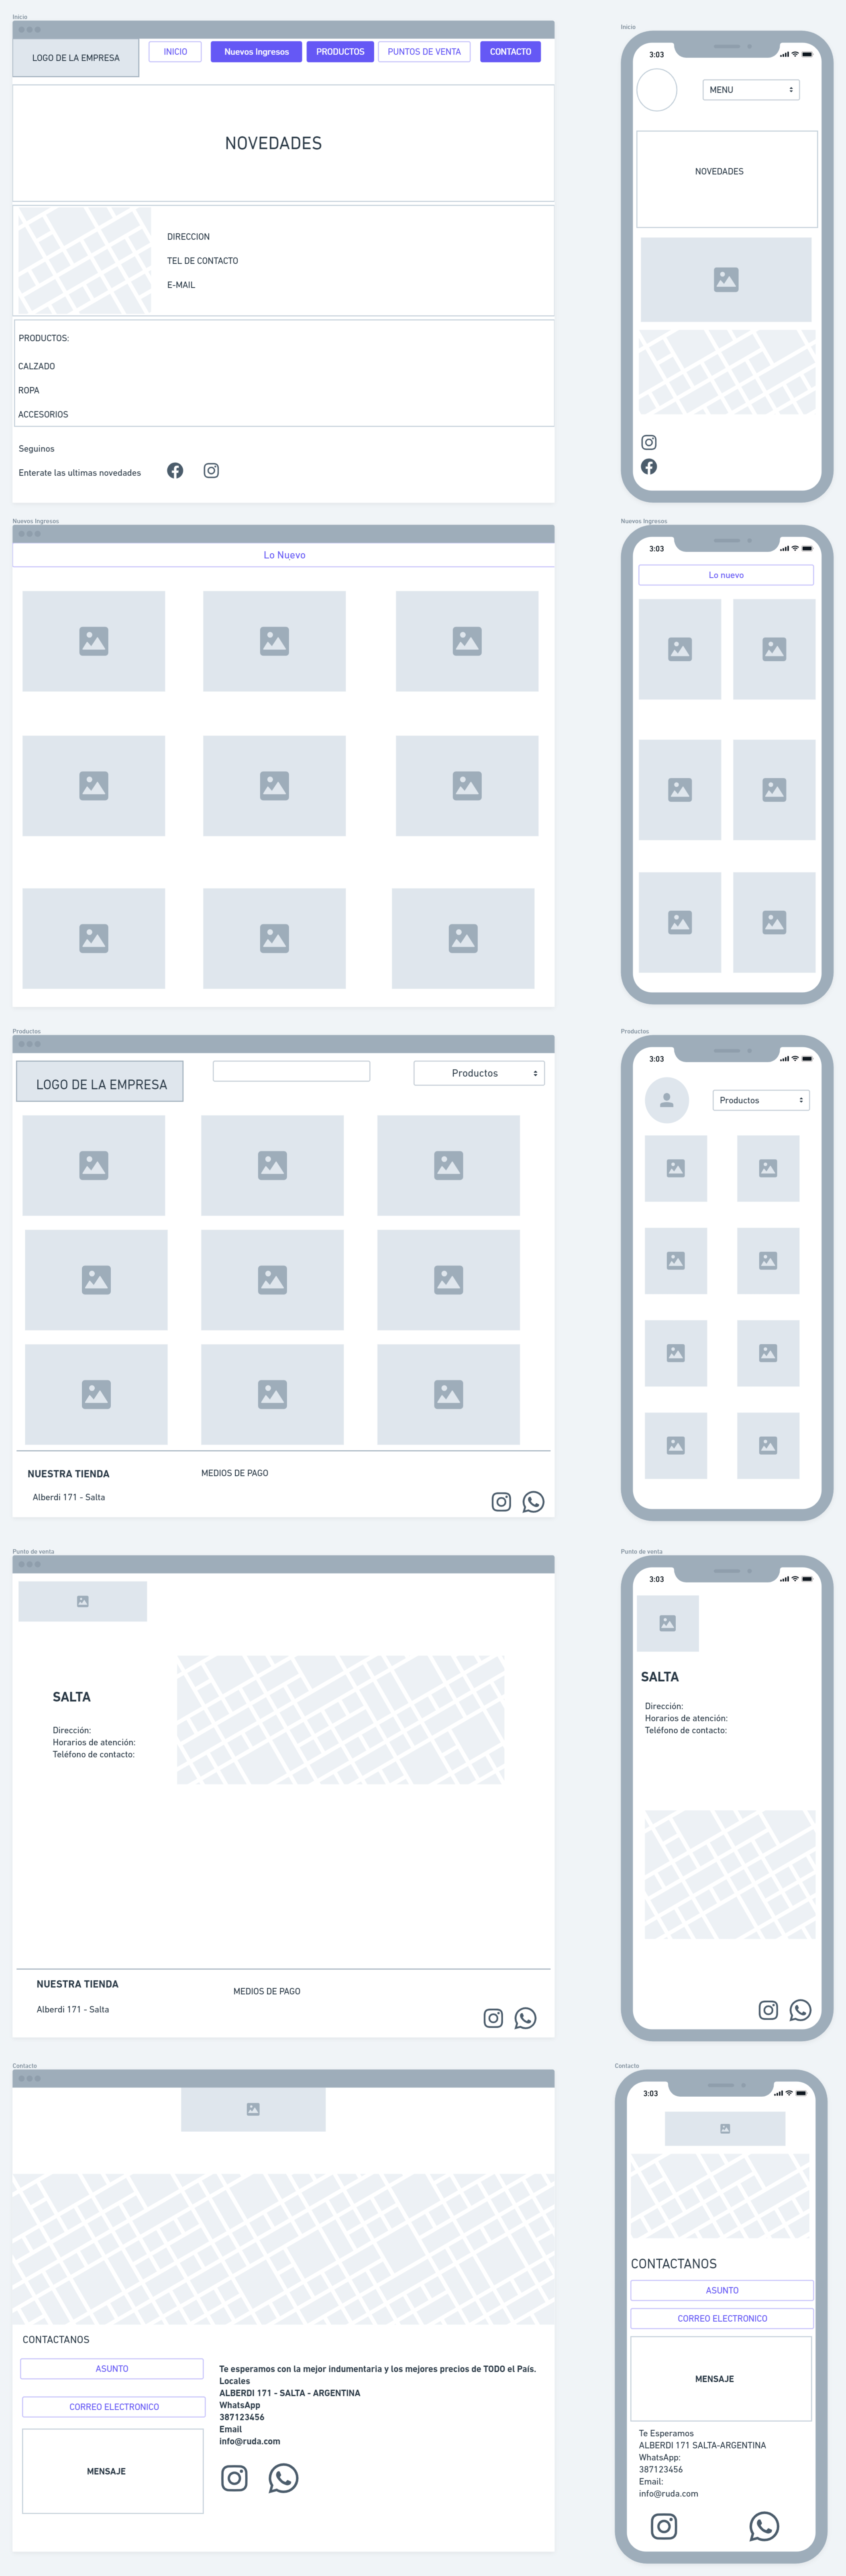 Inicio
LOGO DE LA EMPRESA
INICIO
Nuevos Ingresos
PRODUCTOS
PUNTOS DE VENTA
CONTACTO
NOVEDADES
DIRECCION
TEL DE CONTACTO
E-MAIL
PRODUCTOS:
CALZADO
ROPA
ACCESORIOS
Seguinos
Enterate las ultimas novedades
Inicio
3:03
MENU
NOVEDADES
Nuevos Ingresos
Lo Nuevo
Nuevos Ingresos
3:03
Lo nuevo
Productos
LOGO DE LA EMPRESA
Productos
NUESTRA TIENDA
MEDIOS DE PAGO
Alberdi 171 - Salta
Productos
3:03
Productos
Punto de venta
SALTA
Dirección:
Horarios de atención:
Teléfono de contacto:
NUESTRA TIENDA
MEDIOS DE PAGO
Alberdi 171 - Salta
Punto de venta
3:03
SALTA
Dirección:
Horarios de atención:
Teléfono de contacto:
Contacto
CONTACTANOS
ASUNTO
CORREO ELECTRONICO
MENSAJE
Te esperamos con la mejor indumentaria y los mejores precios de TODO el País.
Locales
ALBERDI 171 - SALTA - ARGENTINA
WhatsApp
387123456
Email
info@ruda.com
Contacto
3:03
CONTACTANOS
ASUNTO
CORREO ELECTRONICO
MENSAJE
Te Esperamos
ALBERDI 171 SALTA-ARGENTINA
WhatsApp:
387123456
Email:
info@ruda.com